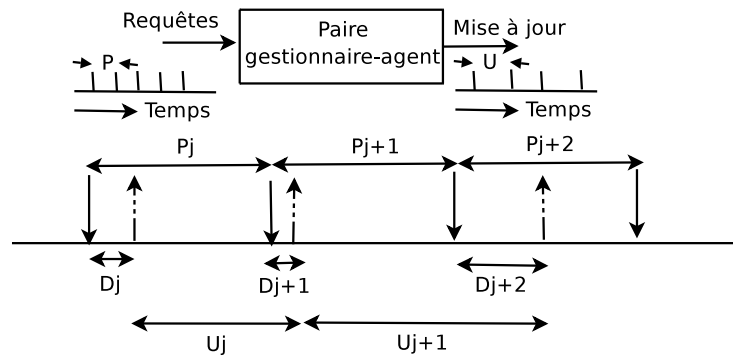 Requêtes
Paire
gestionnaire-agent
Mise à jour
P
U
Temps
Temps
Pj
Pj+1
Pj+2
Dj
Dj+1
Dj+2
Uj
Uj+1